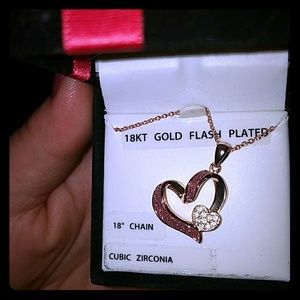 18KT GOLD FLASH PLATED
18" CHAIN
CUBIC ZIRCONIA